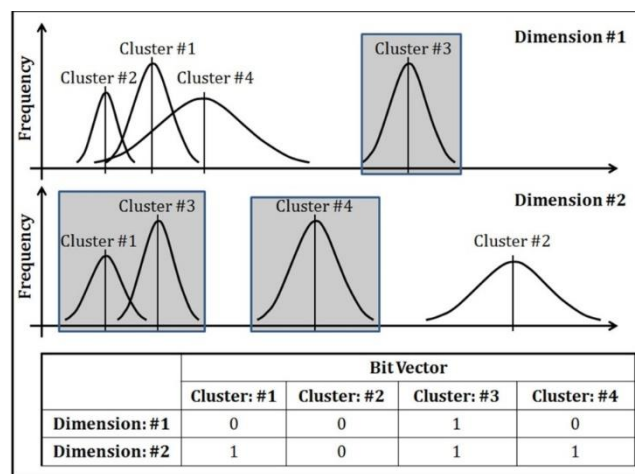 Frequency
Dimension #1
Cluster #1
Cluster #3
Cluster #2
Cluster #4
Frequency
Dimension #2
Cluster #3
Cluster #4
Cluster #1
Cluster #2
Bit Vector
Cluster: #1 Cluster: #2 Cluster: #3 Cluster: #4
Dimension: #1 0 0 1 0
Dimension: #2 1 0 1 1